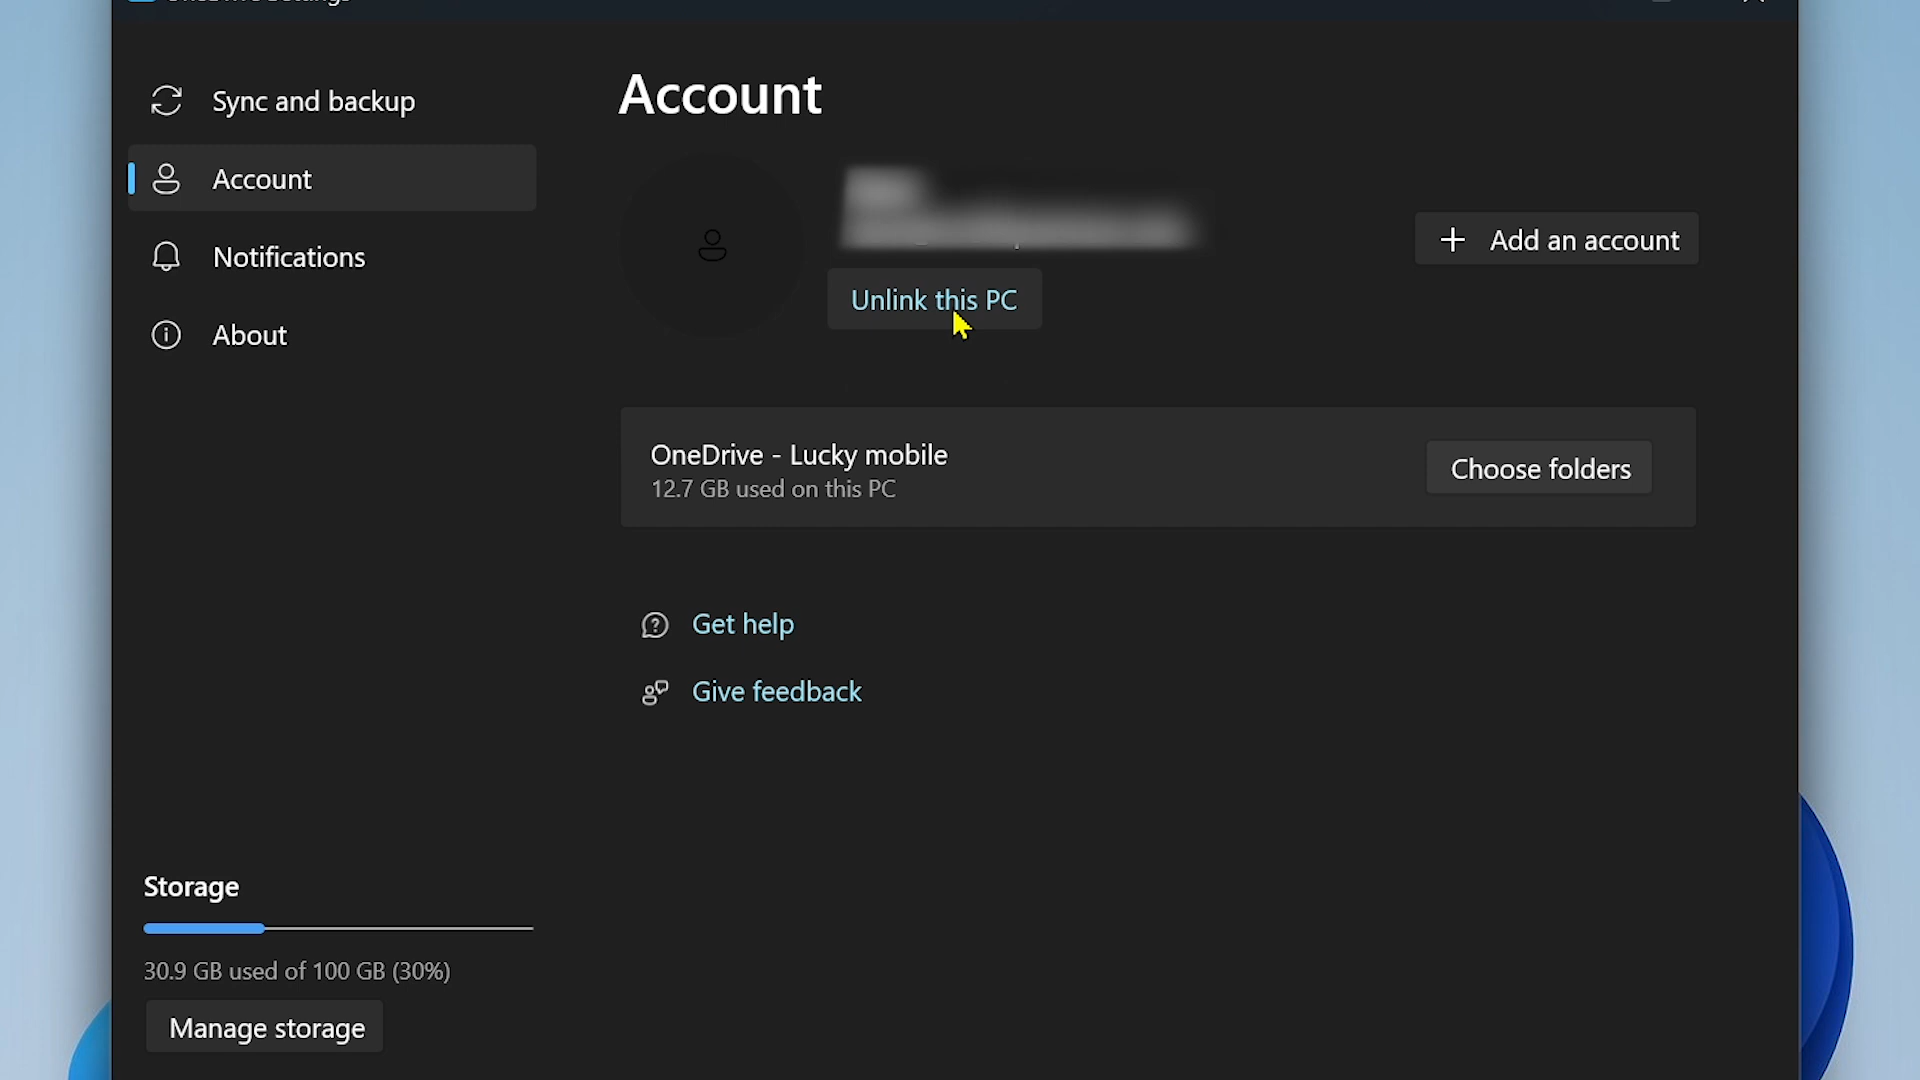 Sync and backup
Account
Notifications
About
Account
Unlink this PC
Add an account
OneDrive - Lucky mobile
12.7 GB used on this PC
Choose folders
Get help
Give feedback
Storage
30.9 GB used of 100 GB (30%)
Manage storage